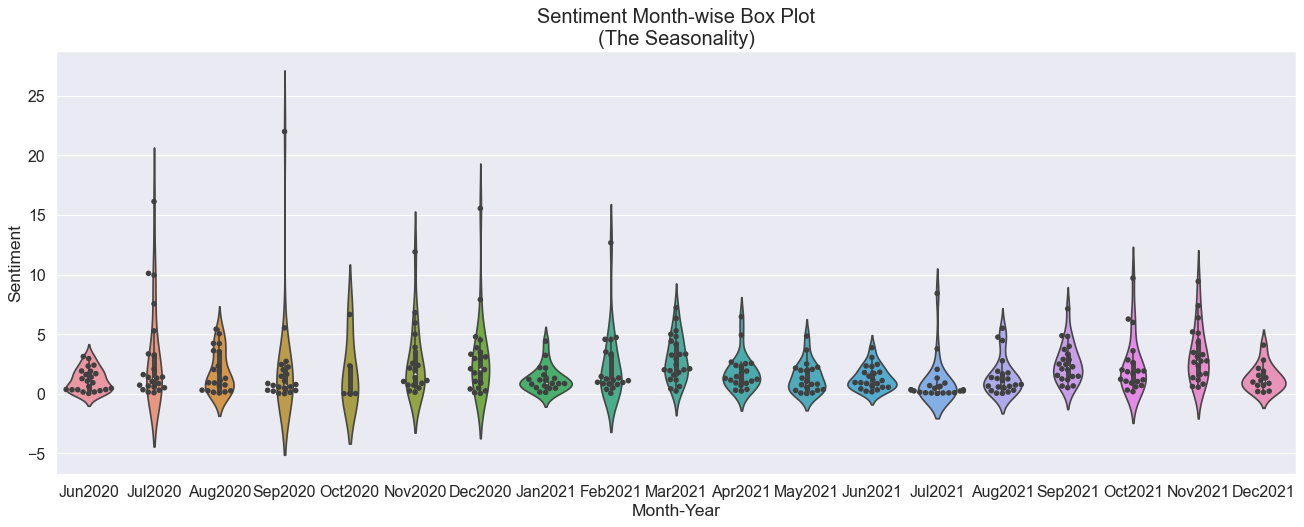 Sentiment Month-wise Box Plot
(The Seasonality)
Sentiment
25
20
15
10
5
0
−5
Jun2020 Jul2020 Aug2020 Sep2020 Oct2020 Nov2020 Dec2020 Jan2021 Feb2021 Mar2021 Apr2021 May2021 Jun2021 Jul2021 Aug2021 Sep2021 Oct2021 Nov2021 Dec2021
Month-Year